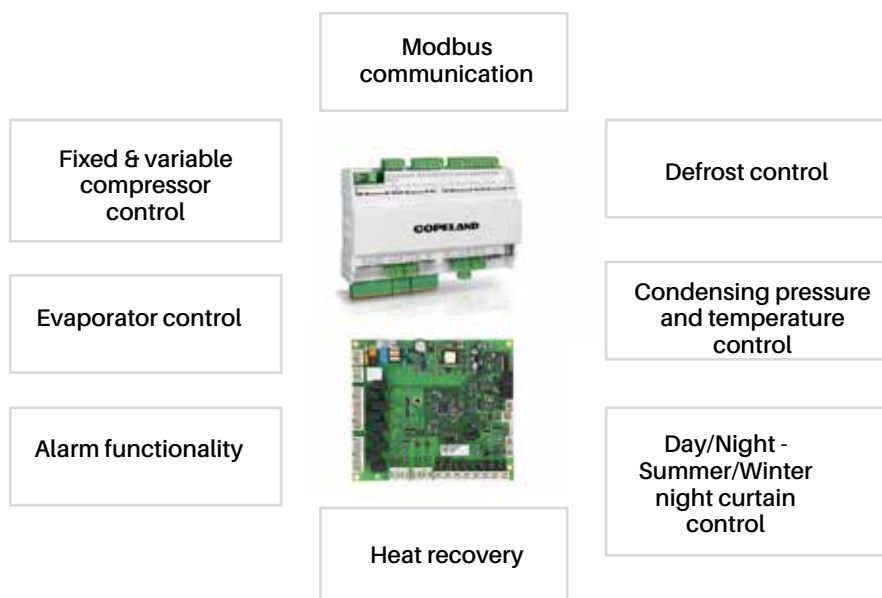 Modbus
communication
Fixed & variable
compressor
control
Defrost control
COPELAND
Evaporator control
Condensing pressure
and temperature
control
Alarm functionality
Day/Night -
Summer/Winter
night curtain
control
Heat recovery